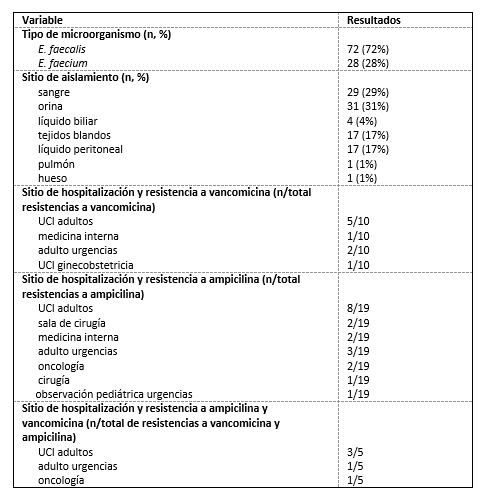 Variable Resultados
Tipo de microorganismo (n, %)
E. faecalis 72 (72%)
E. faecium 28 (28%)
Sitio de aislamiento (n, %)
sangre 29 (29%)
orina 31 (31%)
líquido biliar 4 (4%)
tejidos blandos 17 (17%)
líquido peritoneal 17 (17%)
pulmón 1 (1%)
hueso 1 (1%)
Sitio de hospitalización y resistencia a vancomicina (n/total
resistencias a vancomicina)
UCI adultos 5/10
medicina interna 1/10
adulto urgencias 2/10
UCI ginecobstetricia 1/10
Sitio de hospitalización y resistencia a ampicilina (n/total
resistencias a ampicilina)
UCI adultos 8/19
sala de cirugía 2/19
medicina interna 2/19
adulto urgencias 3/19
oncología 2/19
cirugía 1/19
observación pediátrica urgencias 1/19
Sitio de hospitalización y resistencia a ampicilina y
vancomicina (n/total de resistencias a vancomicina y
ampicilina)
UCI adultos 3/5
adulto urgencias 1/5
oncología 1/5